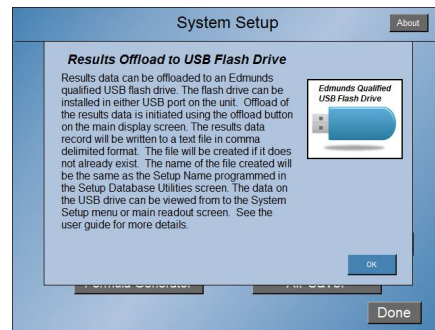 System Setup
About
Results Offload to USB Flash Drive
Results data can be offloaded to an Edmunds
qualified USB flash drive. The flash drive can be
installed in either USB port on the unit. Offload of
the results data is initiated using the offload button
on the main display screen. The results data
record will be written to a text file in comma
delimited format. The file will be created if it does
not already exist. The name of the file created will
be the same as the Setup Name programmed in
the Setup Database Utilities screen. The data on
the USB drive can be viewed from to the System
Setup menu or main readout screen. See the
user guide for more details.
Edmunds Qualified
USB Flash Drive
OK
Formula Generator
Air Saver
Done